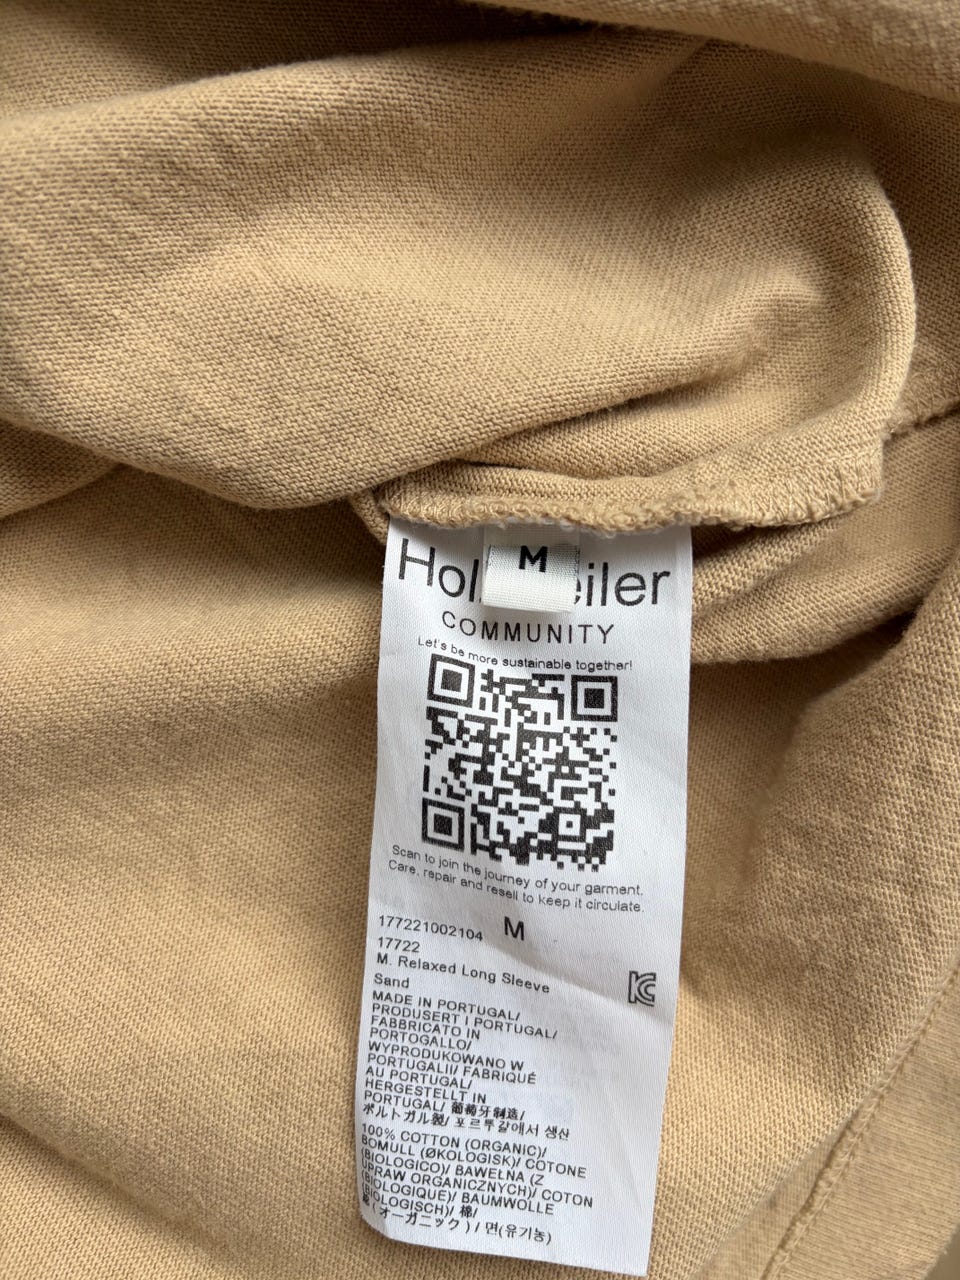 M
COMMUNITY
Let's be more sustainable together!
Scan to join the journey of your garment.
Care, repair and resell to keep it circulate.
177221002104 M
17722
M. Relaxed Long Sleeve
Sand
MADE IN PORTUGAL/
PRODUSERT I PORTUGAL/
FABBRICATO IN
PORTOGALLO/
WYPRODUKOWANO W
PORTUGALII/ FABRIQUÉ
AU PORTUGAL/
HERGESTELLT IN
PORTUGAL/ 葡萄牙制造/
ポルトガル製/ 포르투갈에서 생산
100% COTTON (ORGANIC)/
BOMULL (ØKOLOGISK)/ COTONE
(BIOLOGICO)/ BAWEŁNA (Z
UPRAW ORGANICZNYCH)/ COTON
(BIOLOGIQUE)/ BAUMWOLLE
(BIOLOGISCH)/ 棉/
(オーガニック) / 면(유기농)